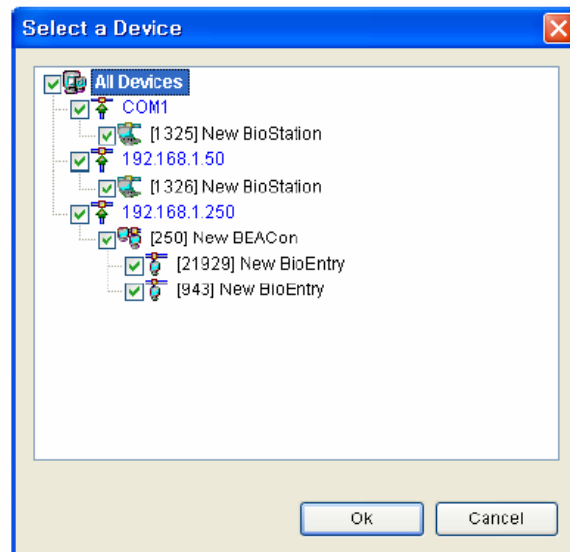 Select a Device
All Devices
COM1
[1325] New BioStation
192.168.1.50
[1326] New BioStation
192.168.1.250
[250] New BEACon
[21929] New BioEntry
[943] New BioEntry
Ok Cancel